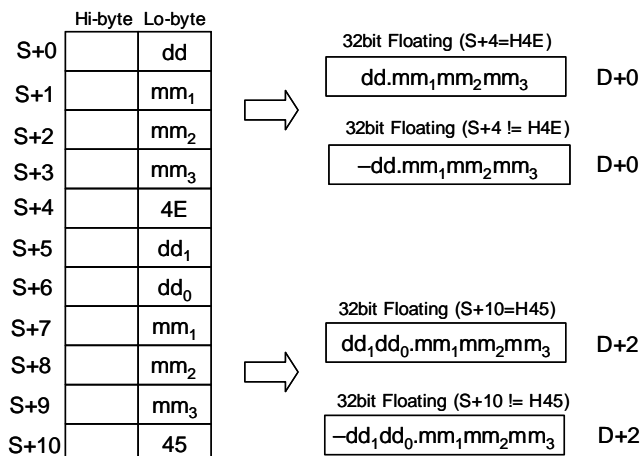 Hi-byte Lo-byte
S+0 dd
S+1 mm₁
S+2 mm₂
S+3 mm₃
S+4 4E
S+5 dd₁
S+6 dd₀
S+7 mm₁
S+8 mm₂
S+9 mm₃
S+10 45
32bit Floating (S+4=H4E)
dd.mm₁mm₂mm₃ D+0
32bit Floating (S+4 != H4E)
–dd.mm₁mm₂mm₃ D+0
32bit Floating (S+10=H45)
dd₁dd₀.mm₁mm₂mm₃ D+2
32bit Floating (S+10 != H45)
–dd₁dd₀.mm₁mm₂mm₃ D+2